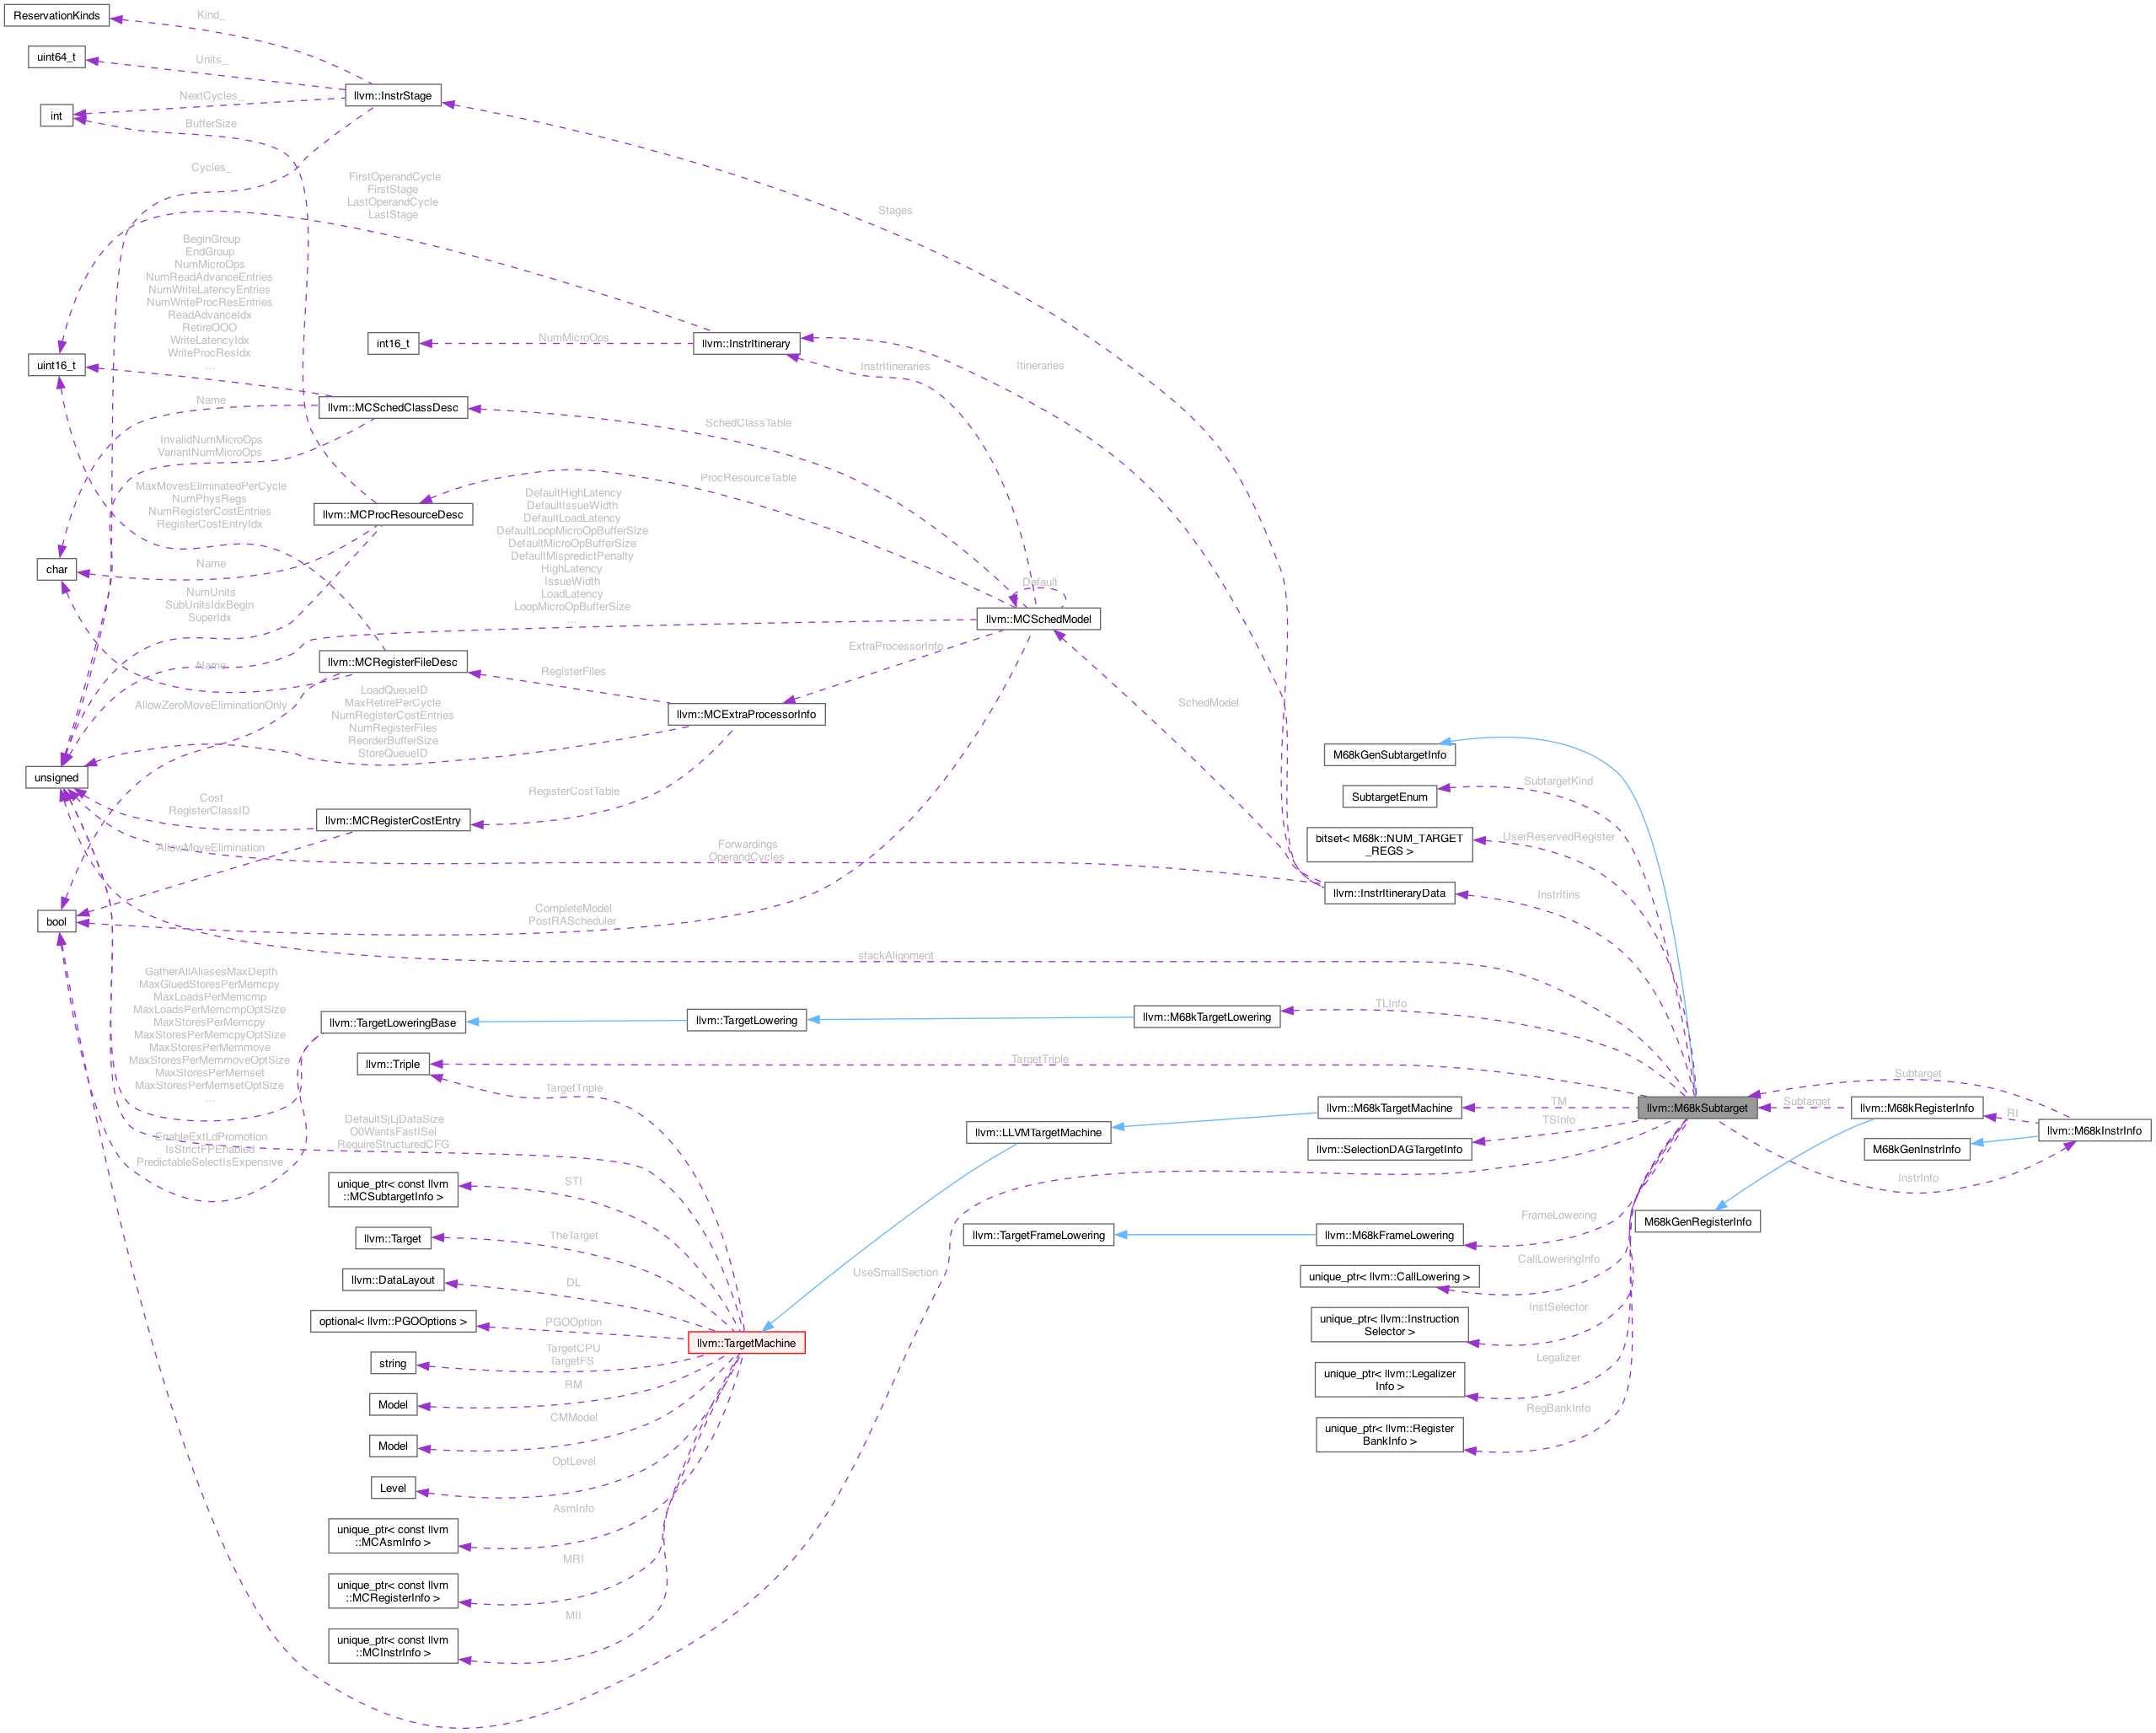 ReservationKinds
Kind_
uint64_t
Units_
llvm::InstrStage
NextCycles_
int
BufferSize
Cycles_
FirstOperandCycle
FirstStage
LastOperandCycle
LastStage
Stages
BeginGroup
EndGroup
NumMicroOps
NumReadAdvanceEntries
NumWriteLatencyEntries
NumWriteProcResEntries
ReadAdvanceIdx
RetireOOO
WriteLatencyIdx
WriteProcResIdx
...
int16_t
NumMicroOps
llvm::InstrItinerary
uint16_t
InstrItineraries
Itineraries
Name
llvm::MCSchedClassDesc
SchedClassTable
InvalidNumMicroOps
VariantNumMicroOps
ProcResourceTable
MaxMovesEliminatedPerCycle
NumPhysRegs
NumRegisterCostEntries
RegisterCostEntryIdx
llvm::MCProcResourceDesc
DefaultHighLatency
DefaultIssueWidth
DefaultLoadLatency
DefaultLoopMicroOpBufferSize
DefaultMicroOpBufferSize
DefaultMispredictPenalty
HighLatency
IssueWidth
LoadLatency
LoopMicroOpBufferSize
...
char
Name
Default
NumUnits
SubUnitsIdxBegin
SuperIdx
llvm::MCSchedModel
ExtraProcessorInfo
Name
llvm::MCRegisterFileDesc
RegisterFiles
AllowZeroMoveEliminationOnly
LoadQueueID
MaxRetirePerCycle
NumRegisterCostEntries
NumRegisterFiles
ReorderBufferSize
StoreQueueID
llvm::MCExtraProcessorInfo
SchedModel
M68kGenSubtargetInfo
unsigned
SubtargetKind
SubtargetEnum
RegisterCostTable
Cost
RegisterClassID
llvm::MCRegisterCostEntry
UserReservedRegister
bitset< M68k::NUM_TARGET
_REGS >
AllowMoveElimination
Forwardings
OperandCycles
llvm::InstrItineraryData
InstrItins
bool
CompleteModel
PostRAScheduler
stackAlignment
GatherAllAliasesMaxDepth
MaxGluedStoresPerMemcpy
MaxLoadsPerMemcmp
MaxLoadsPerMemcmpOptSize
MaxStoresPerMemcpy
MaxStoresPerMemcpyOptSize
MaxStoresPerMemmove
MaxStoresPerMemmoveOptSize
MaxStoresPerMemset
MaxStoresPerMemsetOptSize
...
llvm::TargetLoweringBase
llvm::TargetLowering
llvm::M68kTargetLowering
TLInfo
llvm::Triple
TargetTriple
TargetTriple
Subtarget
llvm::M68kTargetMachine
TM
llvm::M68kSubtarget
Subtarget
llvm::M68kRegisterInfo
RI
llvm::M68kInstrInfo
DefaultSjLjDataSize
O0WantsFastISel
RequireStructuredCFG
EnableExtLdPromotion
IsStrictFPEnabled
PredictableSelectIsExpensive
llvm::LLVMTargetMachine
TSInfo
llvm::SelectionDAGTargetInfo
M68kGenInstrInfo
InstrInfo
unique_ptr< const llvm
::MCSubtargetInfo >
STI
M68kGenRegisterInfo
FrameLowering
llvm::Target
TheTarget
llvm::TargetFrameLowering
llvm::M68kFrameLowering
UseSmallSection
CallLoweringInfo
unique_ptr< llvm::CallLowering >
llvm::DataLayout
DL
InstSelector
optional< llvm::PGOOptions >
PGOOption
unique_ptr< llvm::Instruction
Selector >
llvm::TargetMachine
string
TargetCPU
TargetFS
Legalizer
unique_ptr< llvm::Legalizer
Info >
RM
Model
RegBankInfo
CMModel
Model
unique_ptr< llvm::Register
BankInfo >
OptLevel
Level
AsmInfo
unique_ptr< const llvm
::MCAsmInfo >
MRI
unique_ptr< const llvm
::MCRegisterInfo >
MII
unique_ptr< const llvm
::MCInstrInfo >